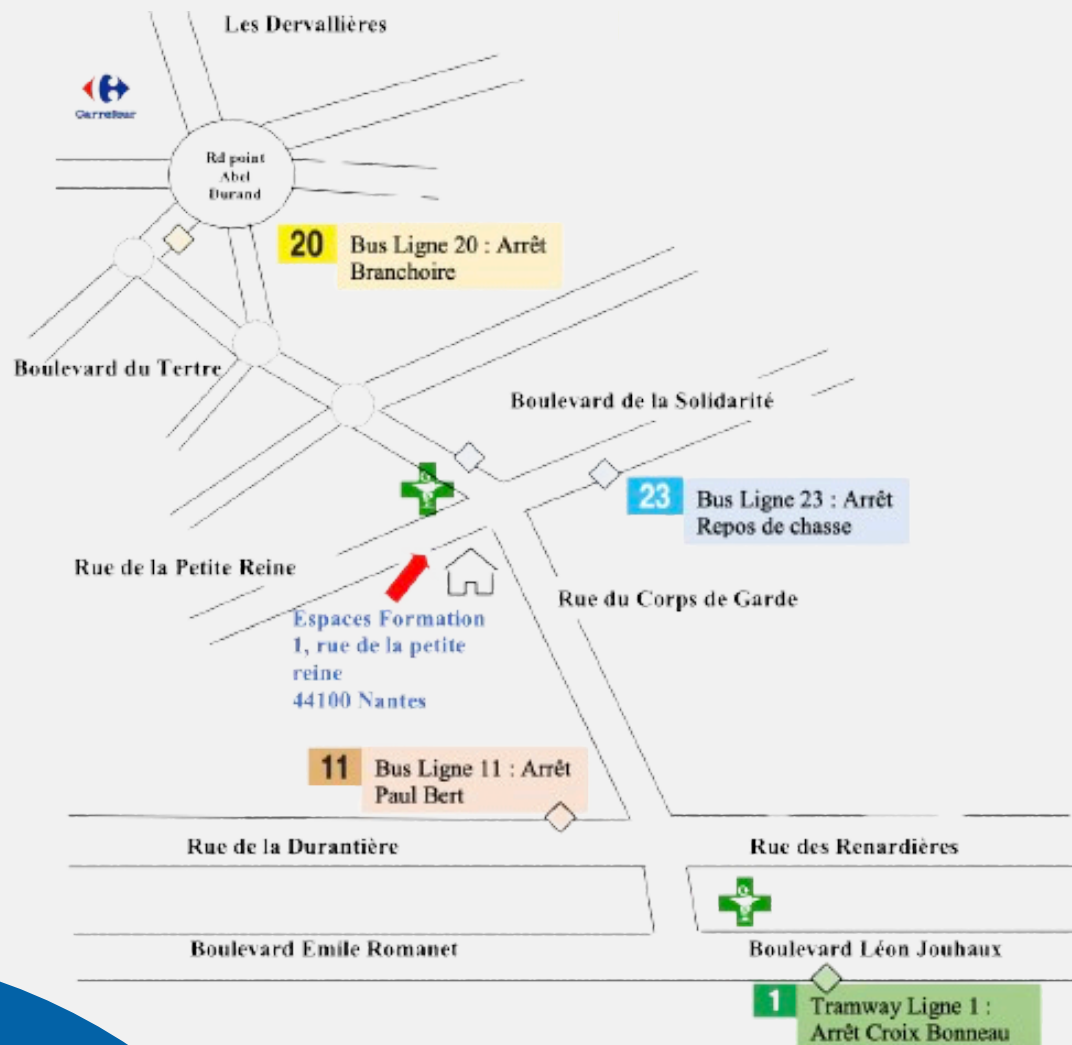 Les Dervallières
Carrefour
Rd point
Abel
Durand
20
Bus Ligne 20 : Arrêt
Branchoire
Boulevard du Tertre
Boulevard de la Solidarité
23
Bus Ligne 23 : Arrêt
Repos de chasse
Rue de la Petite Reine
Rue du Corps de Garde
Espaces Formation
1, rue de la petite
reine
44100 Nantes
11
Bus Ligne 11 : Arrêt
Paul Bert
Rue de la Durantière
Rue des Renardières
Boulevard Emile Romanet
Boulevard Léon Jouhaux
1
Tramway Ligne 1 :
Arrêt Croix Bonneau